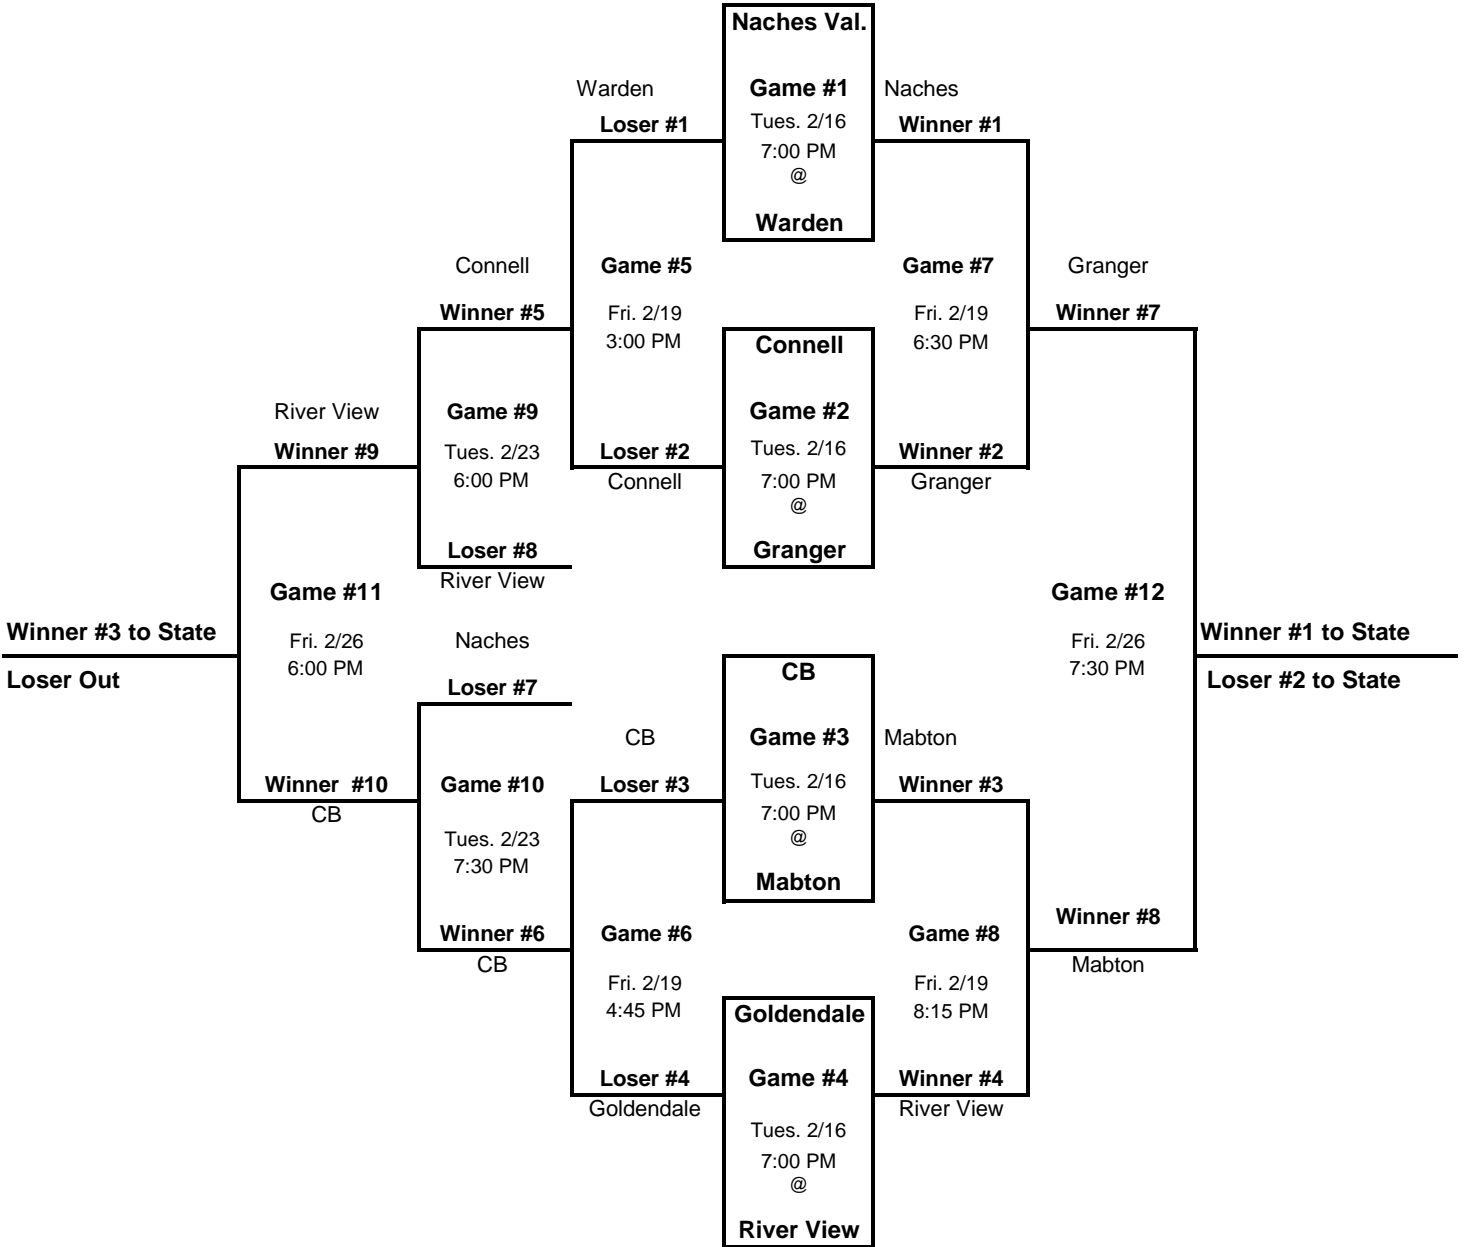 Naches Val.
Warden
Game #1
Naches
Loser #1
Tues. 2/16
Winner #1
7:00 PM
@
Warden
Connell
Game #5
Game #7
Granger
Winner #5
Fri. 2/19
Fri. 2/19
Winner #7
3:00 PM
Connell
6:30 PM
River View
Game #9
Game #2
Winner #9
Tues. 2/23
Loser #2
Tues. 2/16
Winner #2
6:00 PM
Connell
7:00 PM
Granger
@
Loser #8
Granger
River View
Game #11
Game #12
Winner #3 to State
Fri. 2/26
Naches
Fri. 2/26
Winner #1 to State
6:00 PM
7:30 PM
Loser Out
Loser #7
CB
Loser #2 to State
CB
Game #3
Mabton
Winner #10
Game #10
Loser #3
Tues. 2/16
Winner #3
CB
7:00 PM
Tues. 2/23
@
7:30 PM
Mabton
Winner #8
Winner #6
Game #6
Game #8
CB
Mabton
Fri. 2/19
Fri. 2/19
4:45 PM
Goldendale
8:15 PM
Loser #4
Game #4
Winner #4
Goldendale
River View
Tues. 2/16
7:00 PM
@
River View